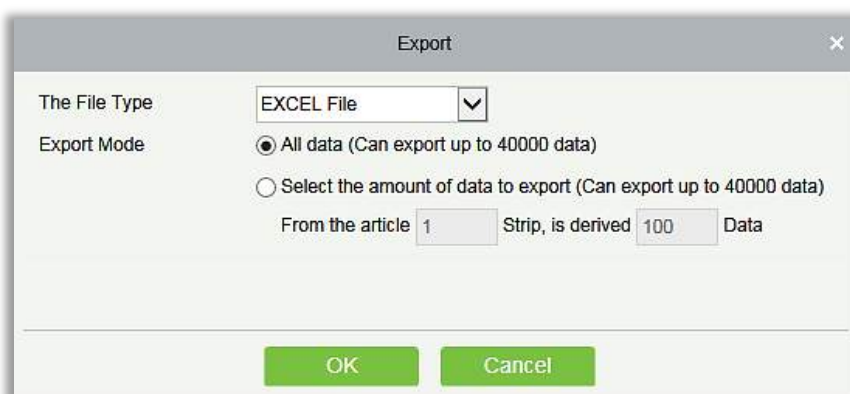 Export
The File Type EXCEL File
Export Mode All data (Can export up to 40000 data)
Select the amount of data to export (Can export up to 40000 data)
From the article 1 Strip, is derived 100 Data
OK Cancel